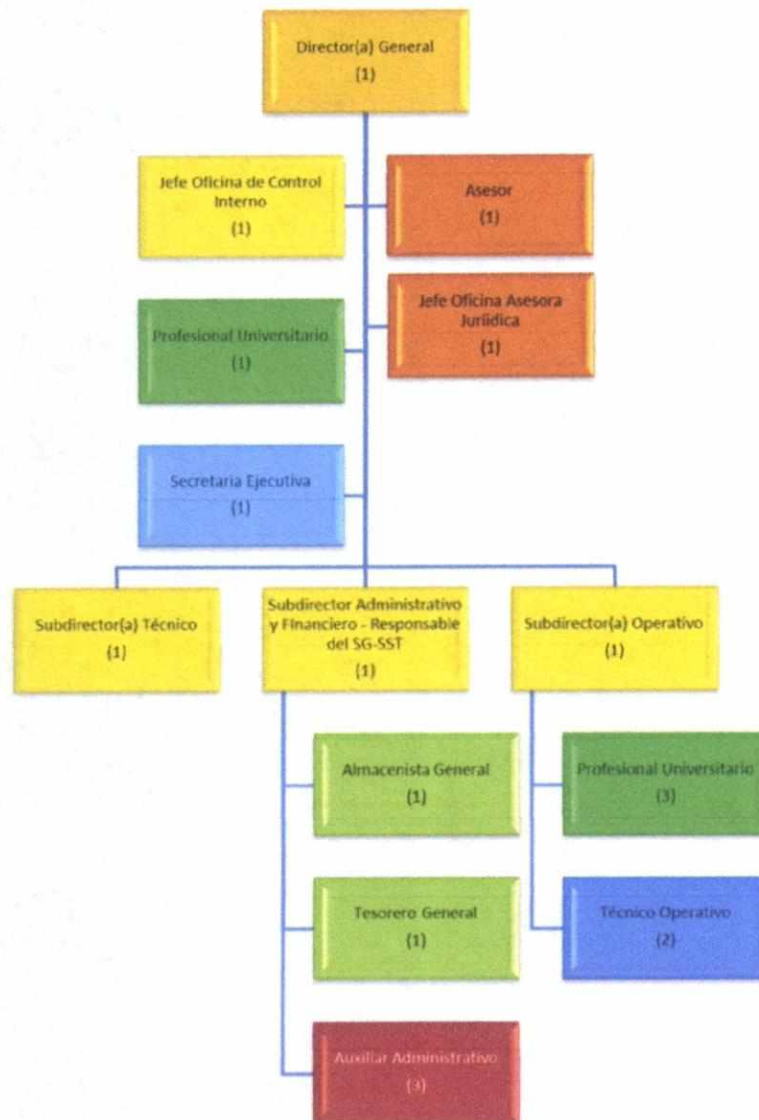 Director(a) General
(1)
Jefe Oficina de Control
Interno
(1)
Asesor
(1)
Profesional Universitario
(1)
Jefe Oficina Asesora
Juriidica
(1)
Secretaria Ejecutiva
(1)
Subdirector(a) Técnico
(1)
Subdirector Administrativo
y Financiero - Responsable
del SG-SST
(1)
Subdirector(a) Operativo
(1)
Almacenista General
(1)
Profesional Universitario
(3)
Tesorero General
(1)
Técnico Operativo
(2)
Auxiliar Administrativo
(3)